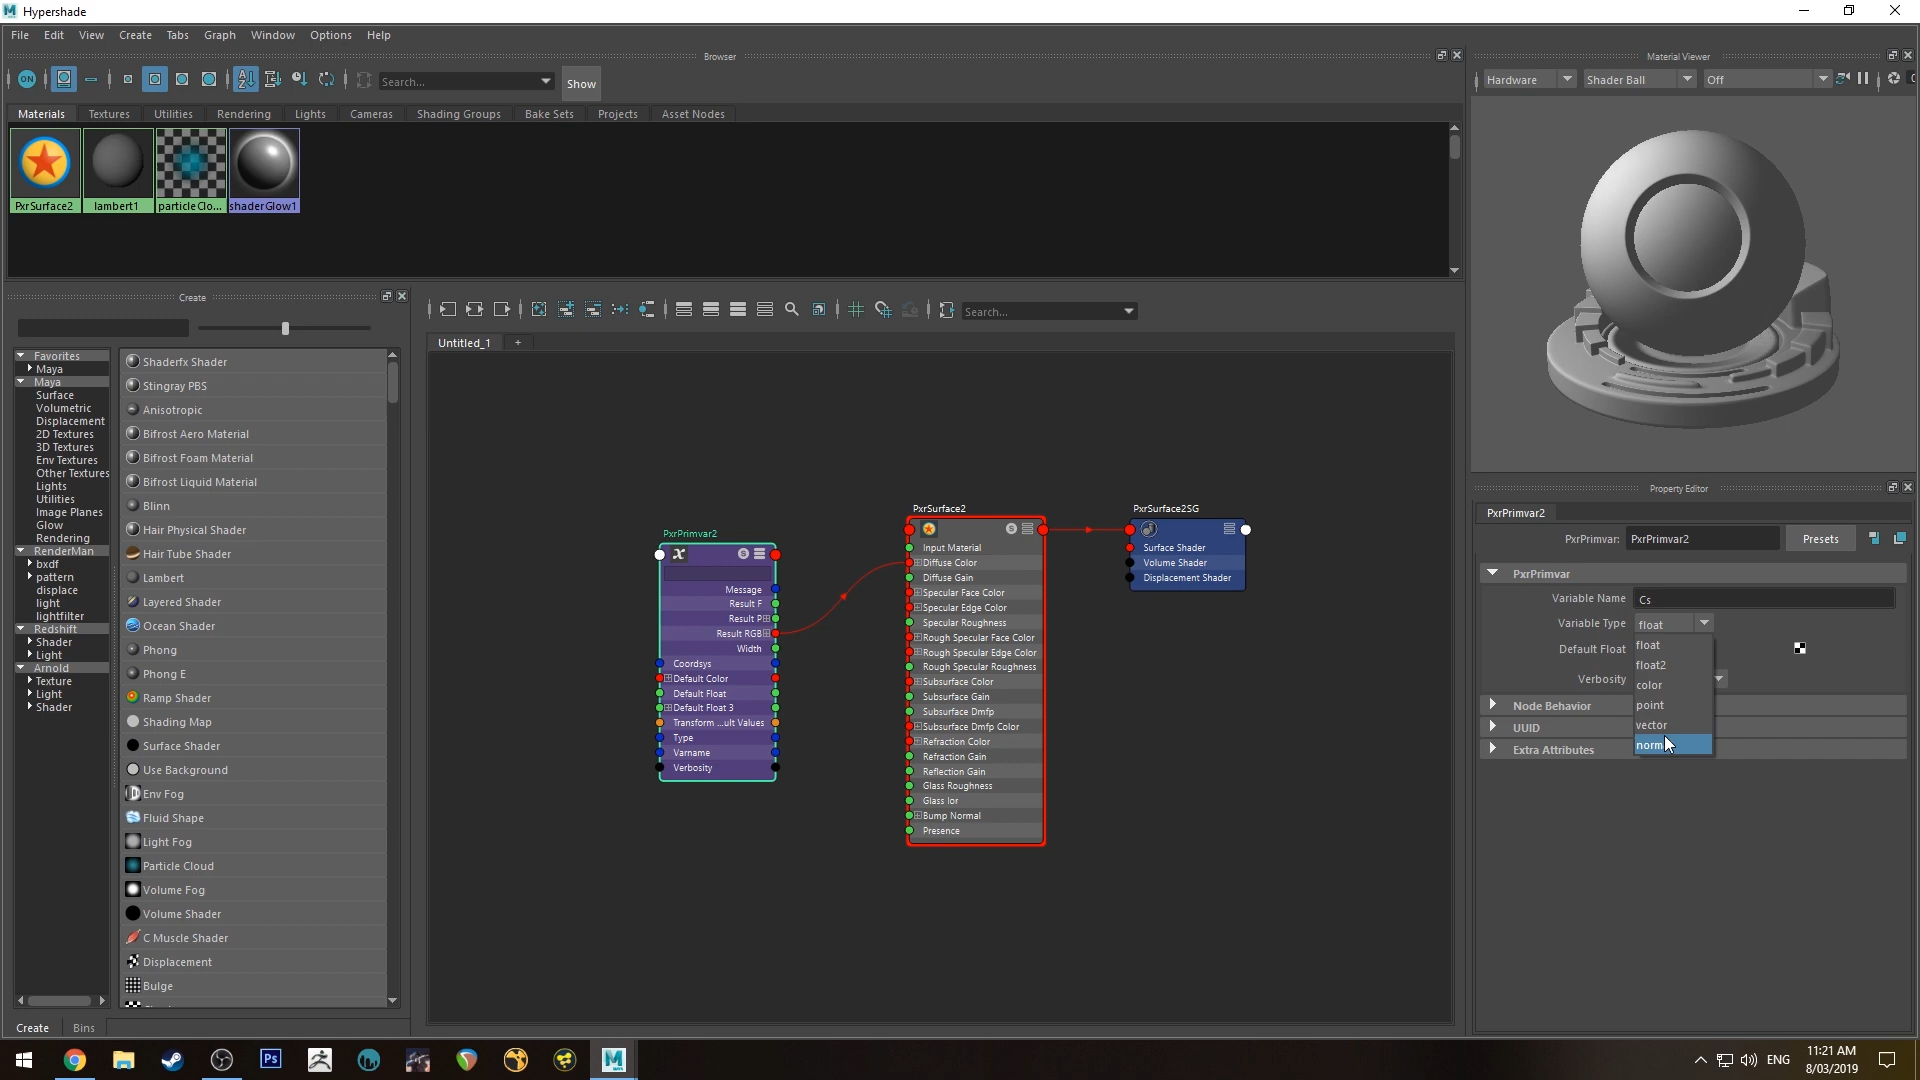 Hypershade
File Edit View Create Tabs Graph Window Options Help
Browser
ON
Search...
Show
Materials Textures Utilities Rendering Lights Cameras Shading Groups Bake Sets Projects Asset Nodes
PxrSurface2 lambert1 particleClo... shaderGlow1
Material Viewer
Hardware Shader Ball Off
Create
Search...
Untitled_1 +
Favorites
Maya
Maya
Surface
Volumetric
Displacement
2D Textures
3D Textures
Env Textures
Other Textures
Lights
Utilities
Image Planes
Glow
Rendering
RenderMan
bxdf
pattern
displace
light
lightfilter
Redshift
Shader
Light
Arnold
Texture
Light
Shader
Shaderfx Shader
Stingray PBS
Anisotropic
Bifrost Aero Material
Bifrost Foam Material
Bifrost Liquid Material
Blinn
Hair Physical Shader
Hair Tube Shader
Lambert
Layered Shader
Ocean Shader
Phong
Phong E
Ramp Shader
Shading Map
Surface Shader
Use Background
Env Fog
Fluid Shape
Light Fog
Particle Cloud
Volume Fog
Volume Shader
C Muscle Shader
Displacement
Bulge
Create Bins
PxrPrimvar2
Message
Result F
Result P
Result RGB
Width
Coordsys
Default Color
Default Float
Default Float 3
Transform ...ult Values
Type
Varname
Verbosity
PxrSurface2
Input Material
Diffuse Color
Diffuse Gain
Specular Face Color
Specular Edge Color
Specular Roughness
Rough Specular Face Color
Rough Specular Edge Color
Rough Specular Roughness
Subsurface Color
Subsurface Gain
Subsurface Dmfp
Subsurface Dmfp Color
Refraction Color
Refraction Gain
Reflection Gain
Glass Roughness
Glass Ior
Bump Normal
Presence
PxrSurface2SG
Surface Shader
Volume Shader
Displacement Shader
Property Editor
PxrPrimvar2
PxrPrimvar: PxrPrimvar2 Presets
PxrPrimvar
Variable Name Cs
Variable Type float
Default Float
Verbosity
float
float2
color
point
vector
norm
Node Behavior
UUID
Extra Attributes
Ps
M
ENG
11:21 AM
8/03/2019